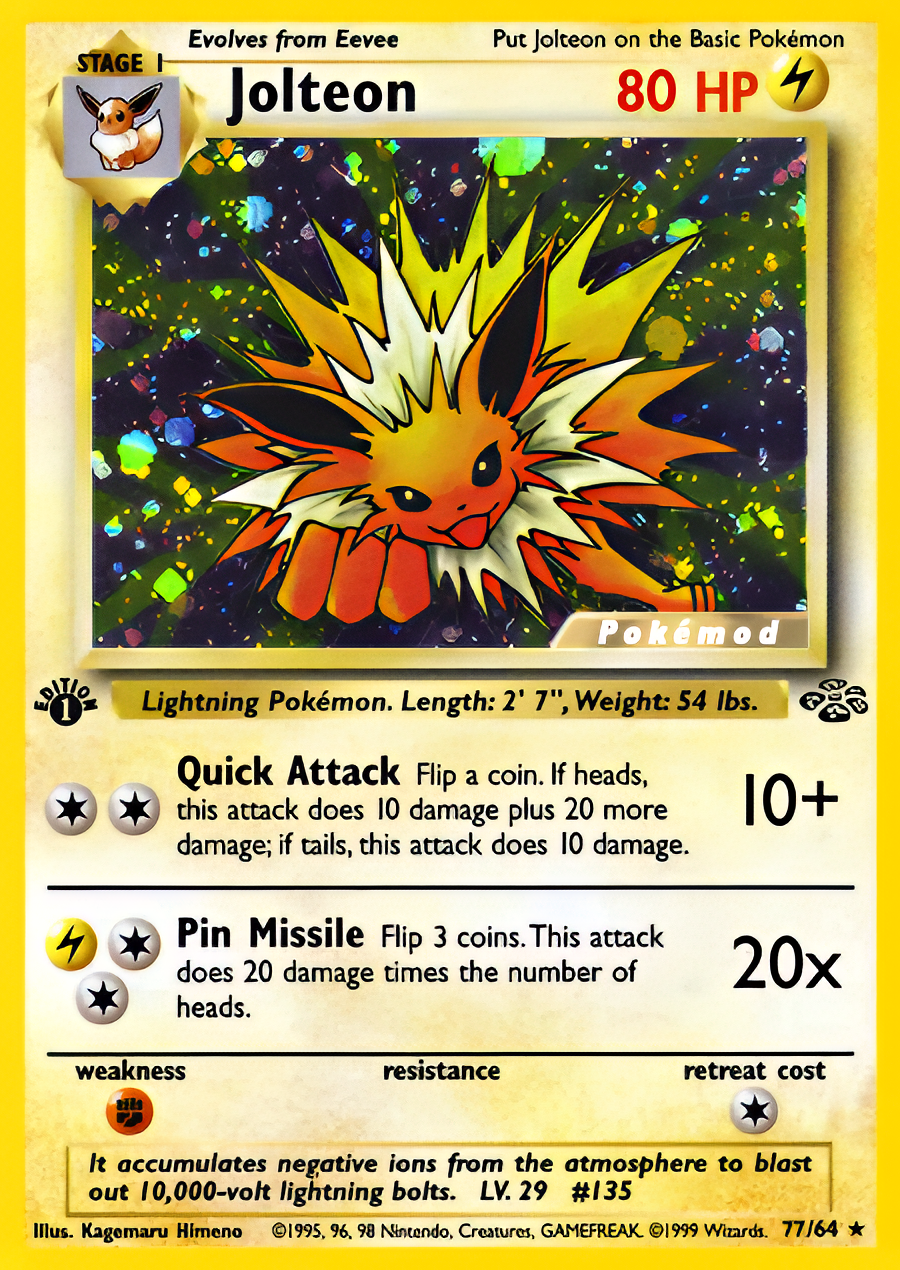 Evolves from Eevee
Put Jolteon on the Basic Pokémon
STAGE 1
Jolteon
80 HP
Pokémod
EDITION
1
Lightning Pokémon. Length: 2' 7", Weight: 54 lbs.
Quick Attack Flip a coin. If heads,
this attack does 10 damage plus 20 more
damage; if tails, this attack does 10 damage.
10+
Pin Missile Flip 3 coins. This attack
does 20 damage times the number of
heads.
20x
weakness
resistance
retreat cost
It accumulates negative ions from the atmosphere to blast
out 10,000-volt lightning bolts. LV. 29 #135
Illus. Kagemaru Himeno
©1995, 96, 98 Nintendo, Creatures, GAMEFREAK. ©1999 Wizards.
77/64 ★